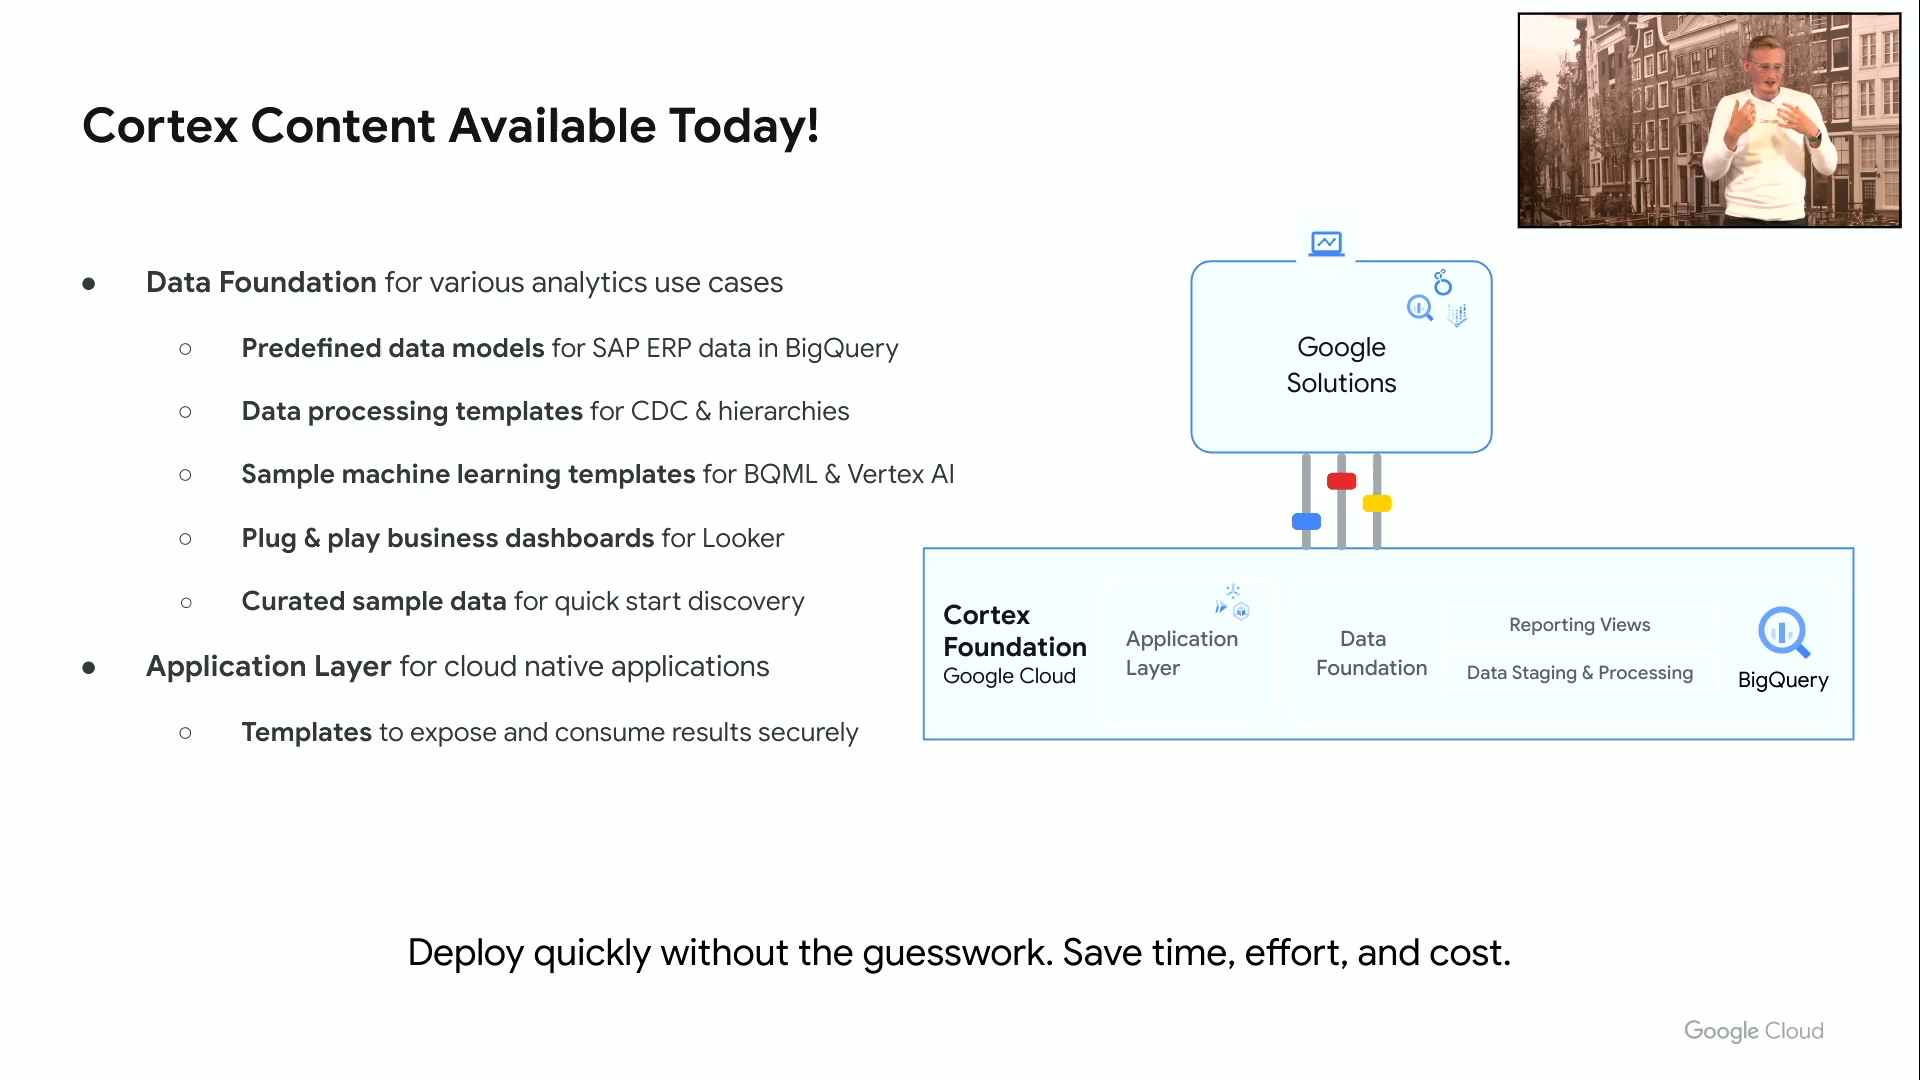 Cortex Content Available Today!
● Data Foundation for various analytics use cases
○ Predefined data models for SAP ERP data in BigQuery
○ Data processing templates for CDC & hierarchies
○ Sample machine learning templates for BQML & Vertex AI
○ Plug & play business dashboards for Looker
○ Curated sample data for quick start discovery
● Application Layer for cloud native applications
○ Templates to expose and consume results securely
Google
Solutions
Cortex
Foundation
Google Cloud
Application
Layer
Data
Foundation
Reporting Views
Data Staging & Processing
BigQuery
Deploy quickly without the guesswork. Save time, effort, and cost.
Google Cloud